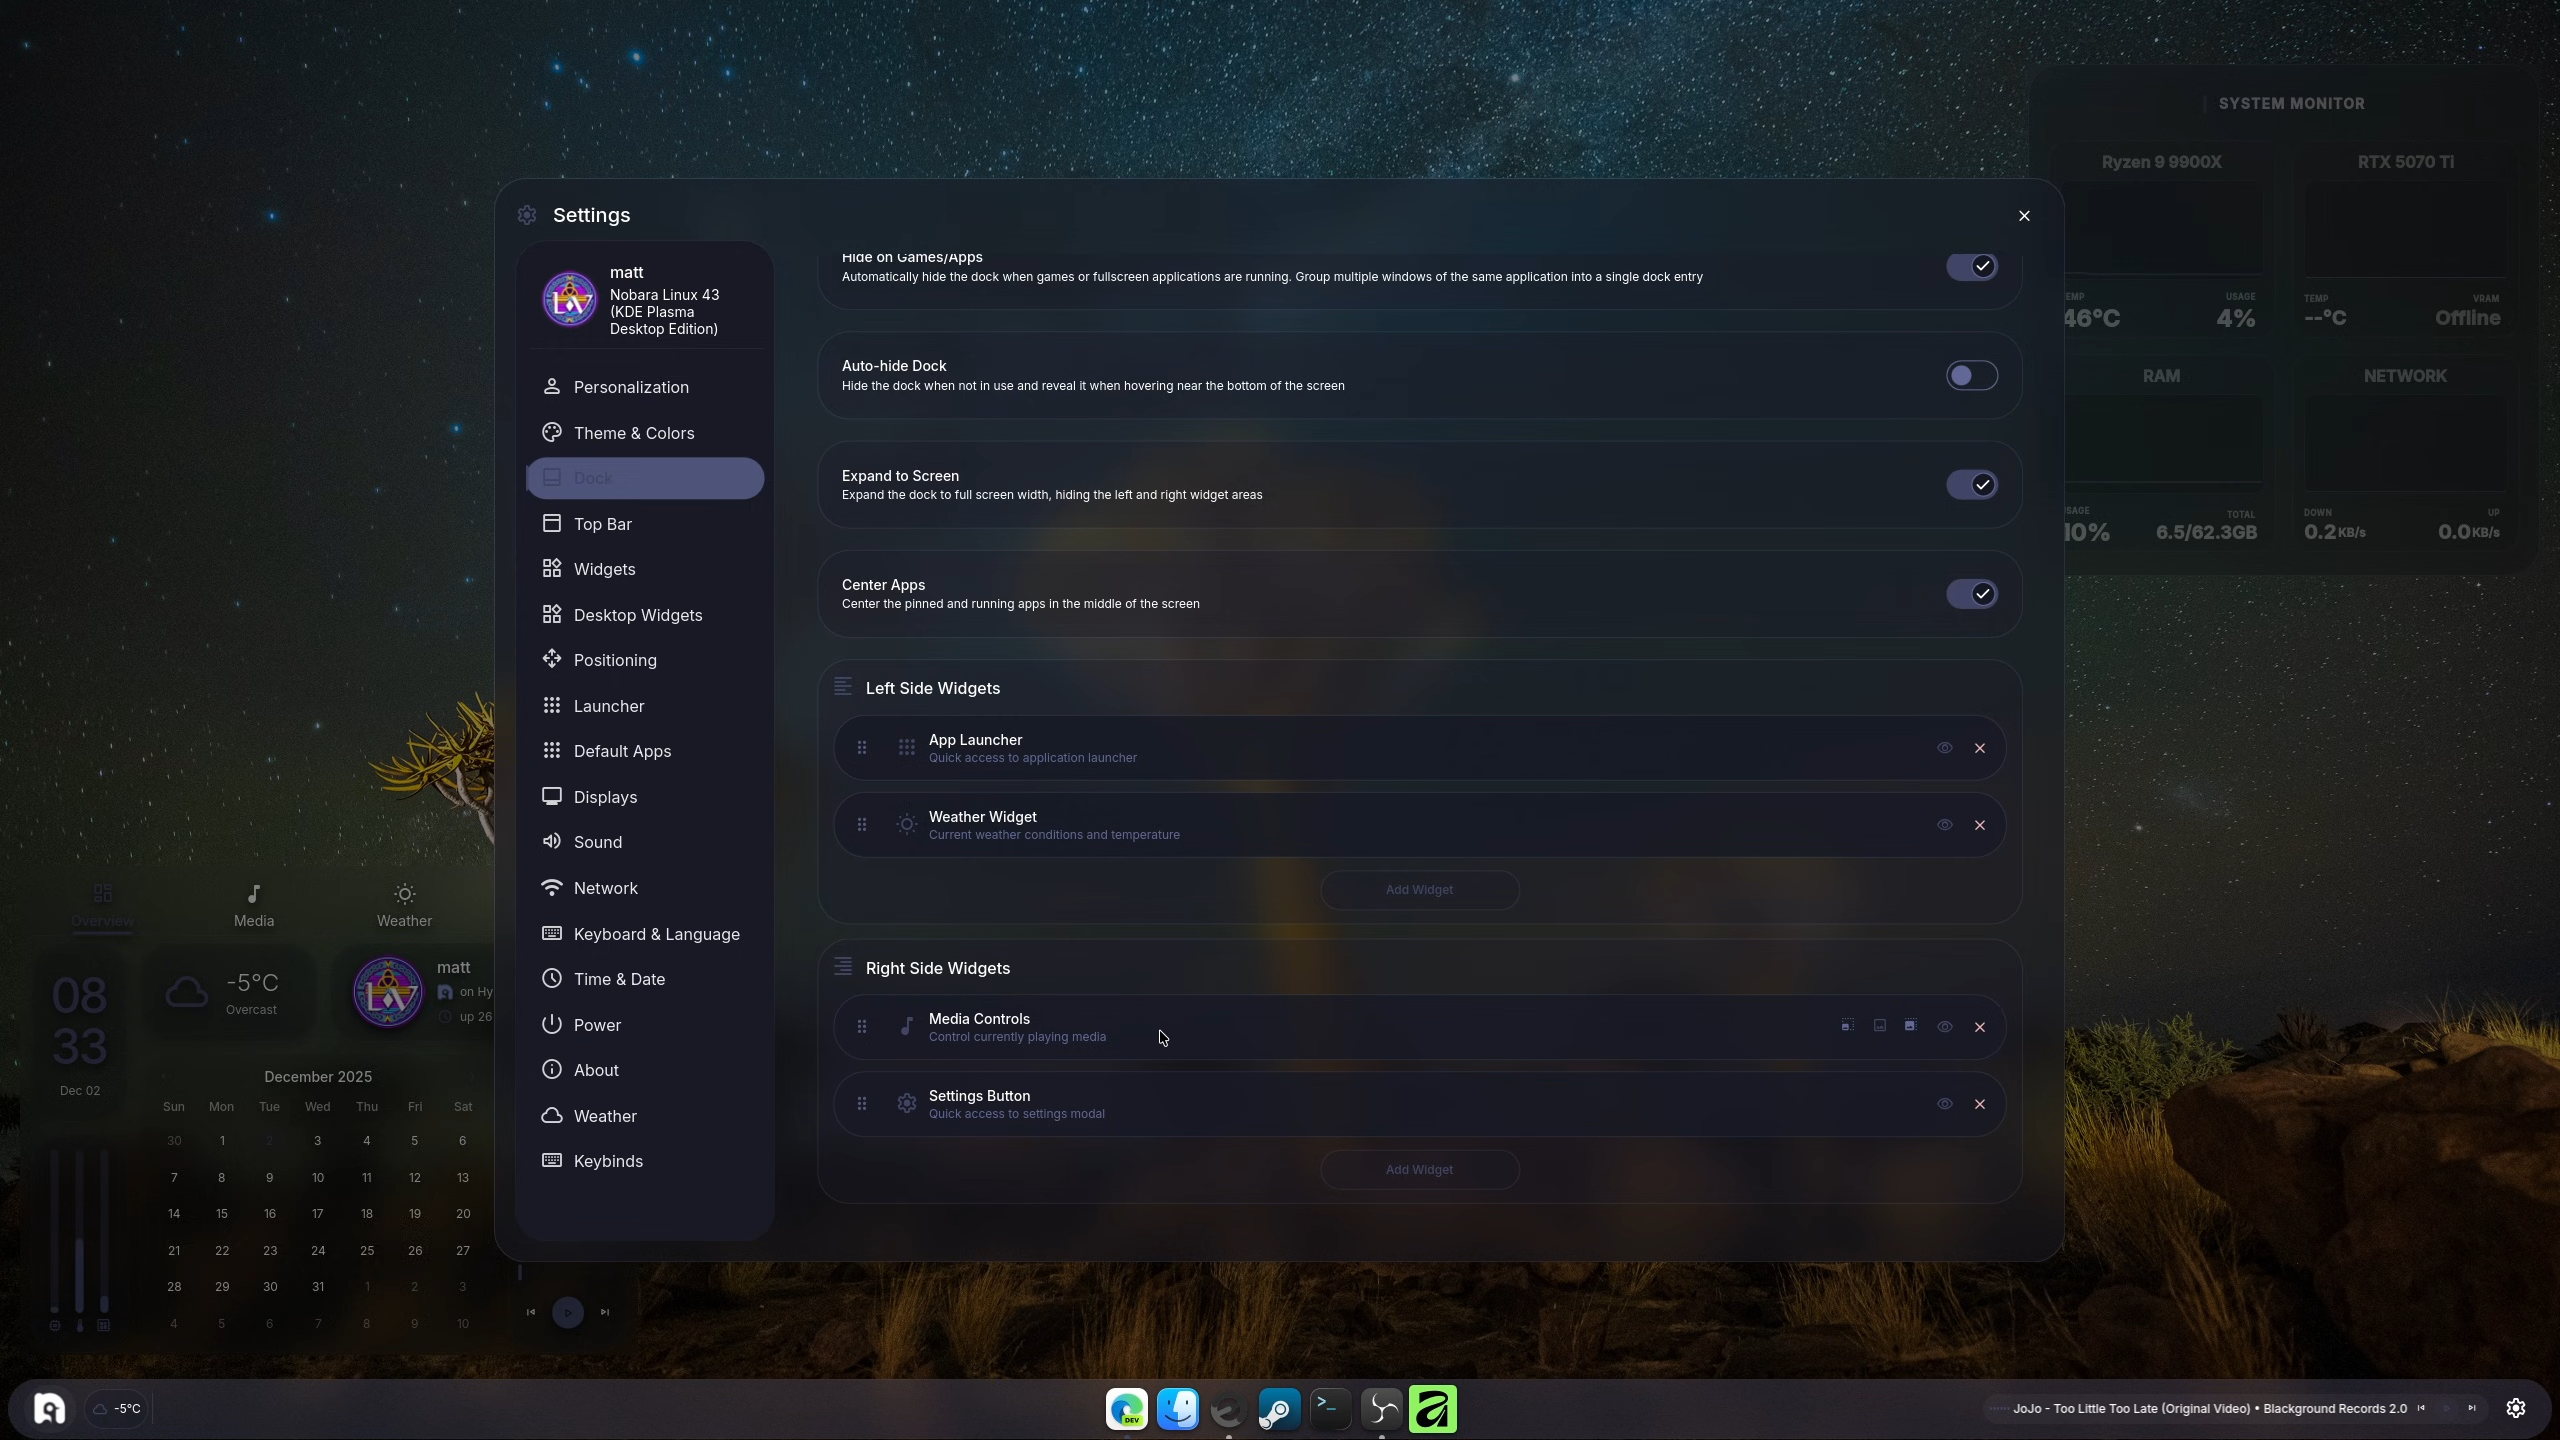 SYSTEM MONITOR
Ryzen 9 9900X
RTX 5070 Ti
EMP
USAGE
TEMP
VRAM
46°C
4%
--°C
Offline
RAM
NETWORK
SAGE
TOTAL
DOWN
UP
10%
6.5/62.3GB
0.2 KB/s
0.0 KB/s
Settings
matt
Nobara Linux 43
(KDE Plasma
Desktop Edition)
Personalization
Theme & Colors
Dock
Top Bar
Widgets
Desktop Widgets
Positioning
Launcher
Default Apps
Displays
Sound
Network
Keyboard & Language
Time & Date
Power
About
Weather
Keybinds
Hide on Games/Apps
Automatically hide the dock when games or fullscreen applications are running. Group multiple windows of the same application into a single dock entry
Auto-hide Dock
Hide the dock when not in use and reveal it when hovering near the bottom of the screen
Expand to Screen
Expand the dock to full screen width, hiding the left and right widget areas
Center Apps
Center the pinned and running apps in the middle of the screen
Left Side Widgets
App Launcher
Quick access to application launcher
Weather Widget
Current weather conditions and temperature
Add Widget
Right Side Widgets
Media Controls
Control currently playing media
Settings Button
Quick access to settings modal
Add Widget
Overview
Media
Weather
08
33
Dec 02
-5°C
Overcast
matt
on Hy
up 26
December 2025
Sun Mon Tue Wed Thu Fri Sat
30 1 2 3 4 5 6
7 8 9 10 11 12 13
14 15 16 17 18 19 20
21 22 23 24 25 26 27
28 29 30 31 1 2 3
4 5 6 7 8 9 10
-5°C
DEV
JoJo - Too Little Too Late (Original Video) • Blackground Records 2.0